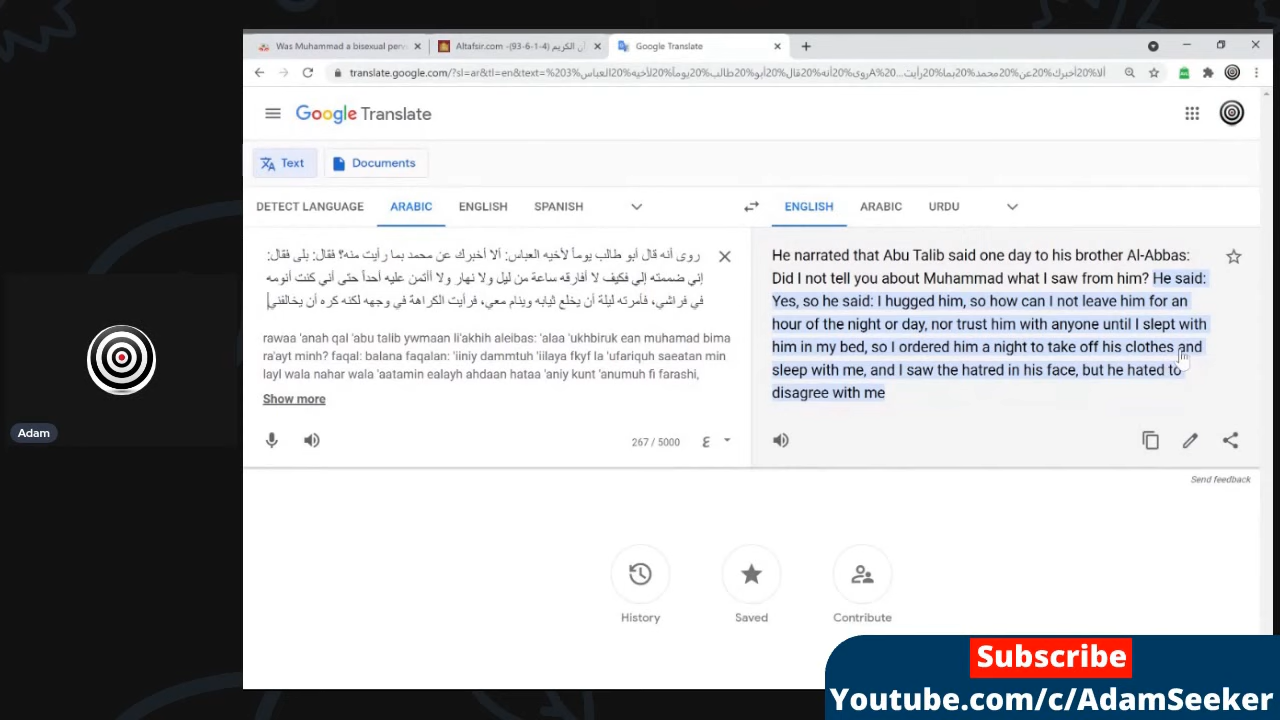 Was Muhammad a bisexual per
Altafsir.com -القرآن الكريم (4-1-6-93)
Google Translate
translate.google.com/?sl=ar&tl=en&text=
Google Translate
Text
Documents
DETECT LANGUAGE
ARABIC
ENGLISH
SPANISH
ENGLISH
ARABIC
URDU
روى أنه قال أبو طالب يوماً لأخيه العباس: ألا أخبرك عن محمد بما رأيت منه؟ فقال: بلى فقال:
إني ضممته إلي فكيف لا أفارقه ساعة من ليل ولا نهار ولا أأتمن عليه أحداً حتى أني كنت أنومه
في فراشي، فأمرته ليلة أن يخلع ثيابه وينام معي، فرأيت الكراهة في وجهه لكنه كره أن يخالفني
rawaa 'anah qal 'abu talib ywmaan li'akhih aleibas: 'alaa 'ukhbiruk ean muhamad bima
ra'ayt minh? faqal: balana faqalan: 'iiniy dammtuh 'iilaya fkyf la 'ufariquh saeatan min
layl wala nahar wala 'aatamin ealayh ahdaan hataa 'aniy kunt 'anumuh fi farashi,
Show more
267 / 5000
He narrated that Abu Talib said one day to his brother Al-Abbas:
Did I not tell you about Muhammad what I saw from him? He said:
Yes, so he said: I hugged him, so how can I not leave him for an
hour of the night or day, nor trust him with anyone until I slept with
him in my bed, so I ordered him a night to take off his clothes and
sleep with me, and I saw the hatred in his face, but he hated to
disagree with me
Send feedback
History
Saved
Contribute
Adam
Subscribe
Youtube.com/c/AdamSeeker